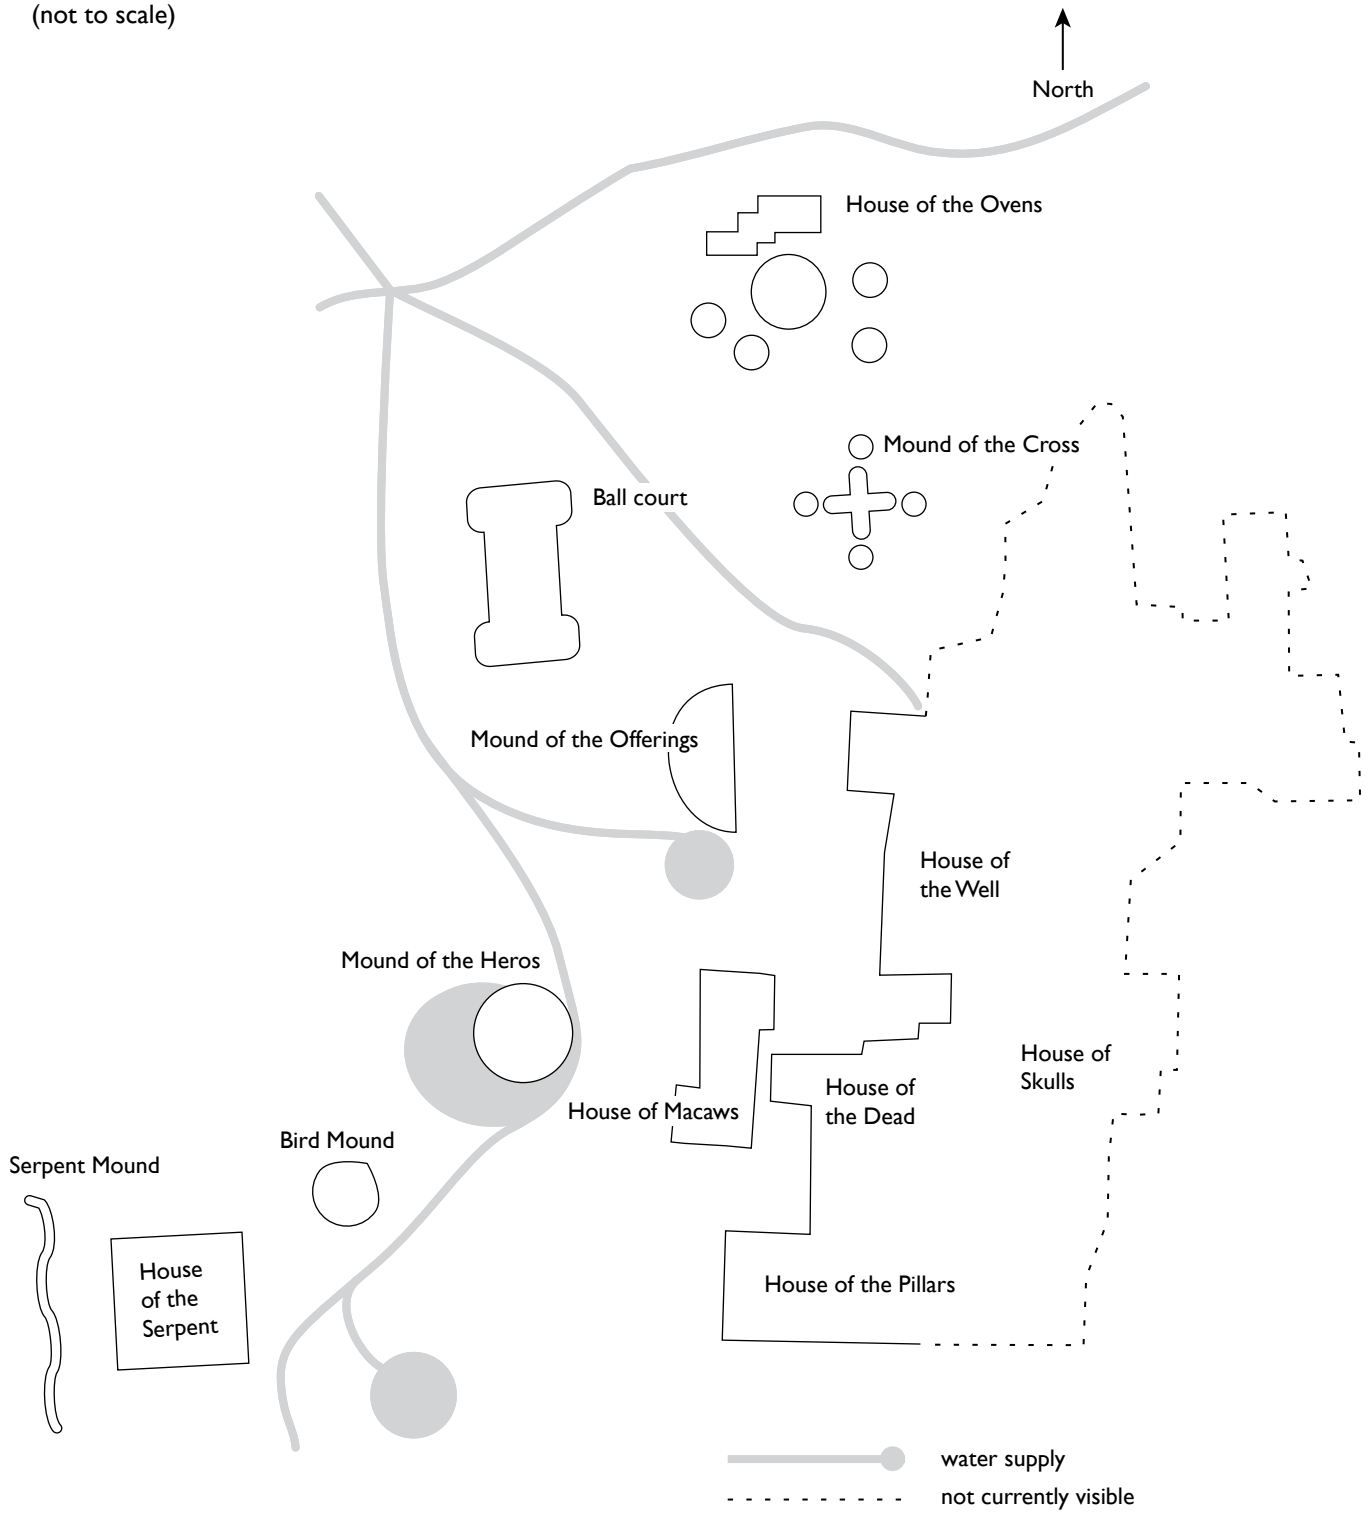 (not to scale)
North
House of the Ovens
Mound of the Cross
Ball court
Mound of the Offerings
House of
the Well
Mound of the Heros
House of
Skulls
House of
the Dead
House of Macaws
Bird Mound
Serpent Mound
House
of the
Serpent
House of the Pillars
water supply
not currently visible